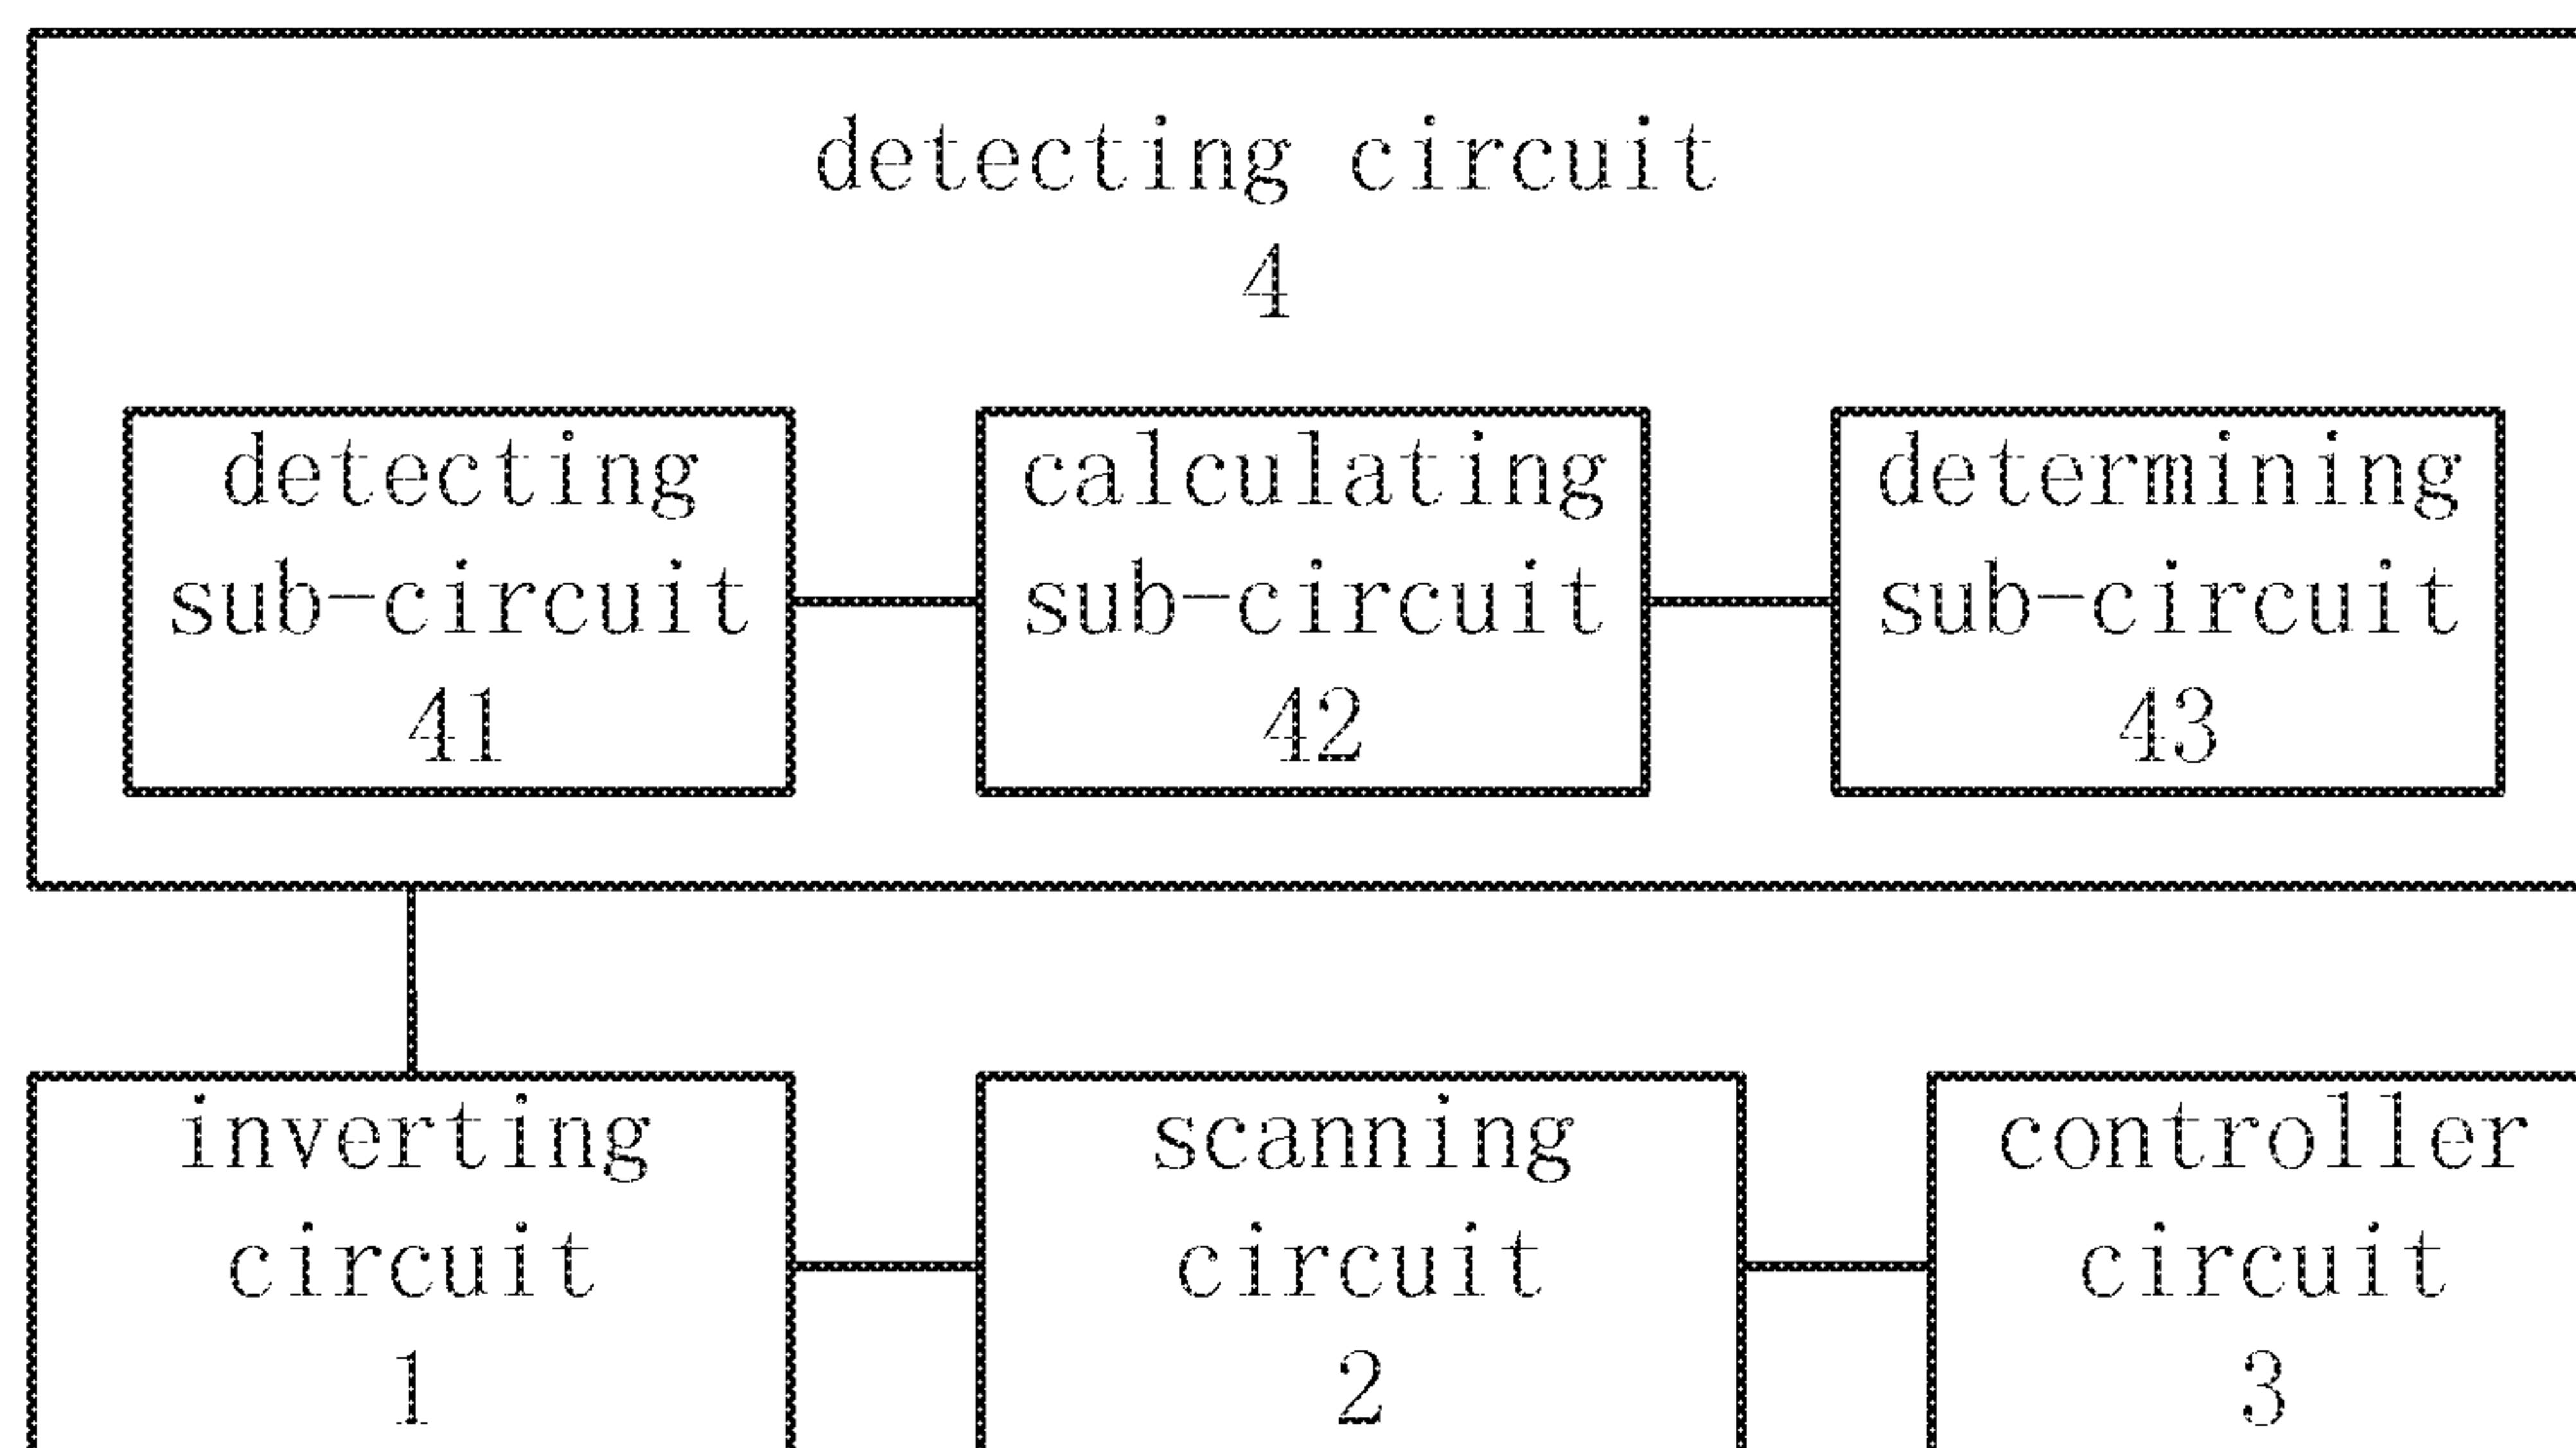 detecting circuit
4
detecting
sub-circuit
41
calculating
sub-circuit
42
determining
sub-circuit
43
inverting
circuit
1
scanning
circuit
2
controller
circuit
3